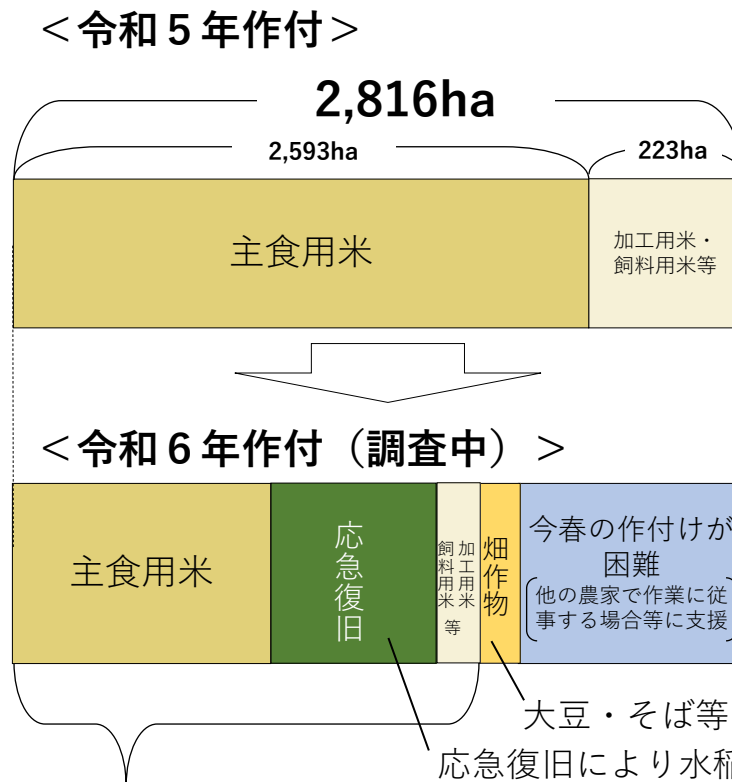 <令和5年作付>
2,816ha
2,593ha
223ha
主食用米
加工用米・
飼料用米等
<令和6年作付（調査中）>
主食用米
応急復旧
加工用米
飼料用米 等
畑作物
今春の作付けが
困難
他の農家で作業に従
事する場合等に支援
大豆・そば等
応急復旧により水稲